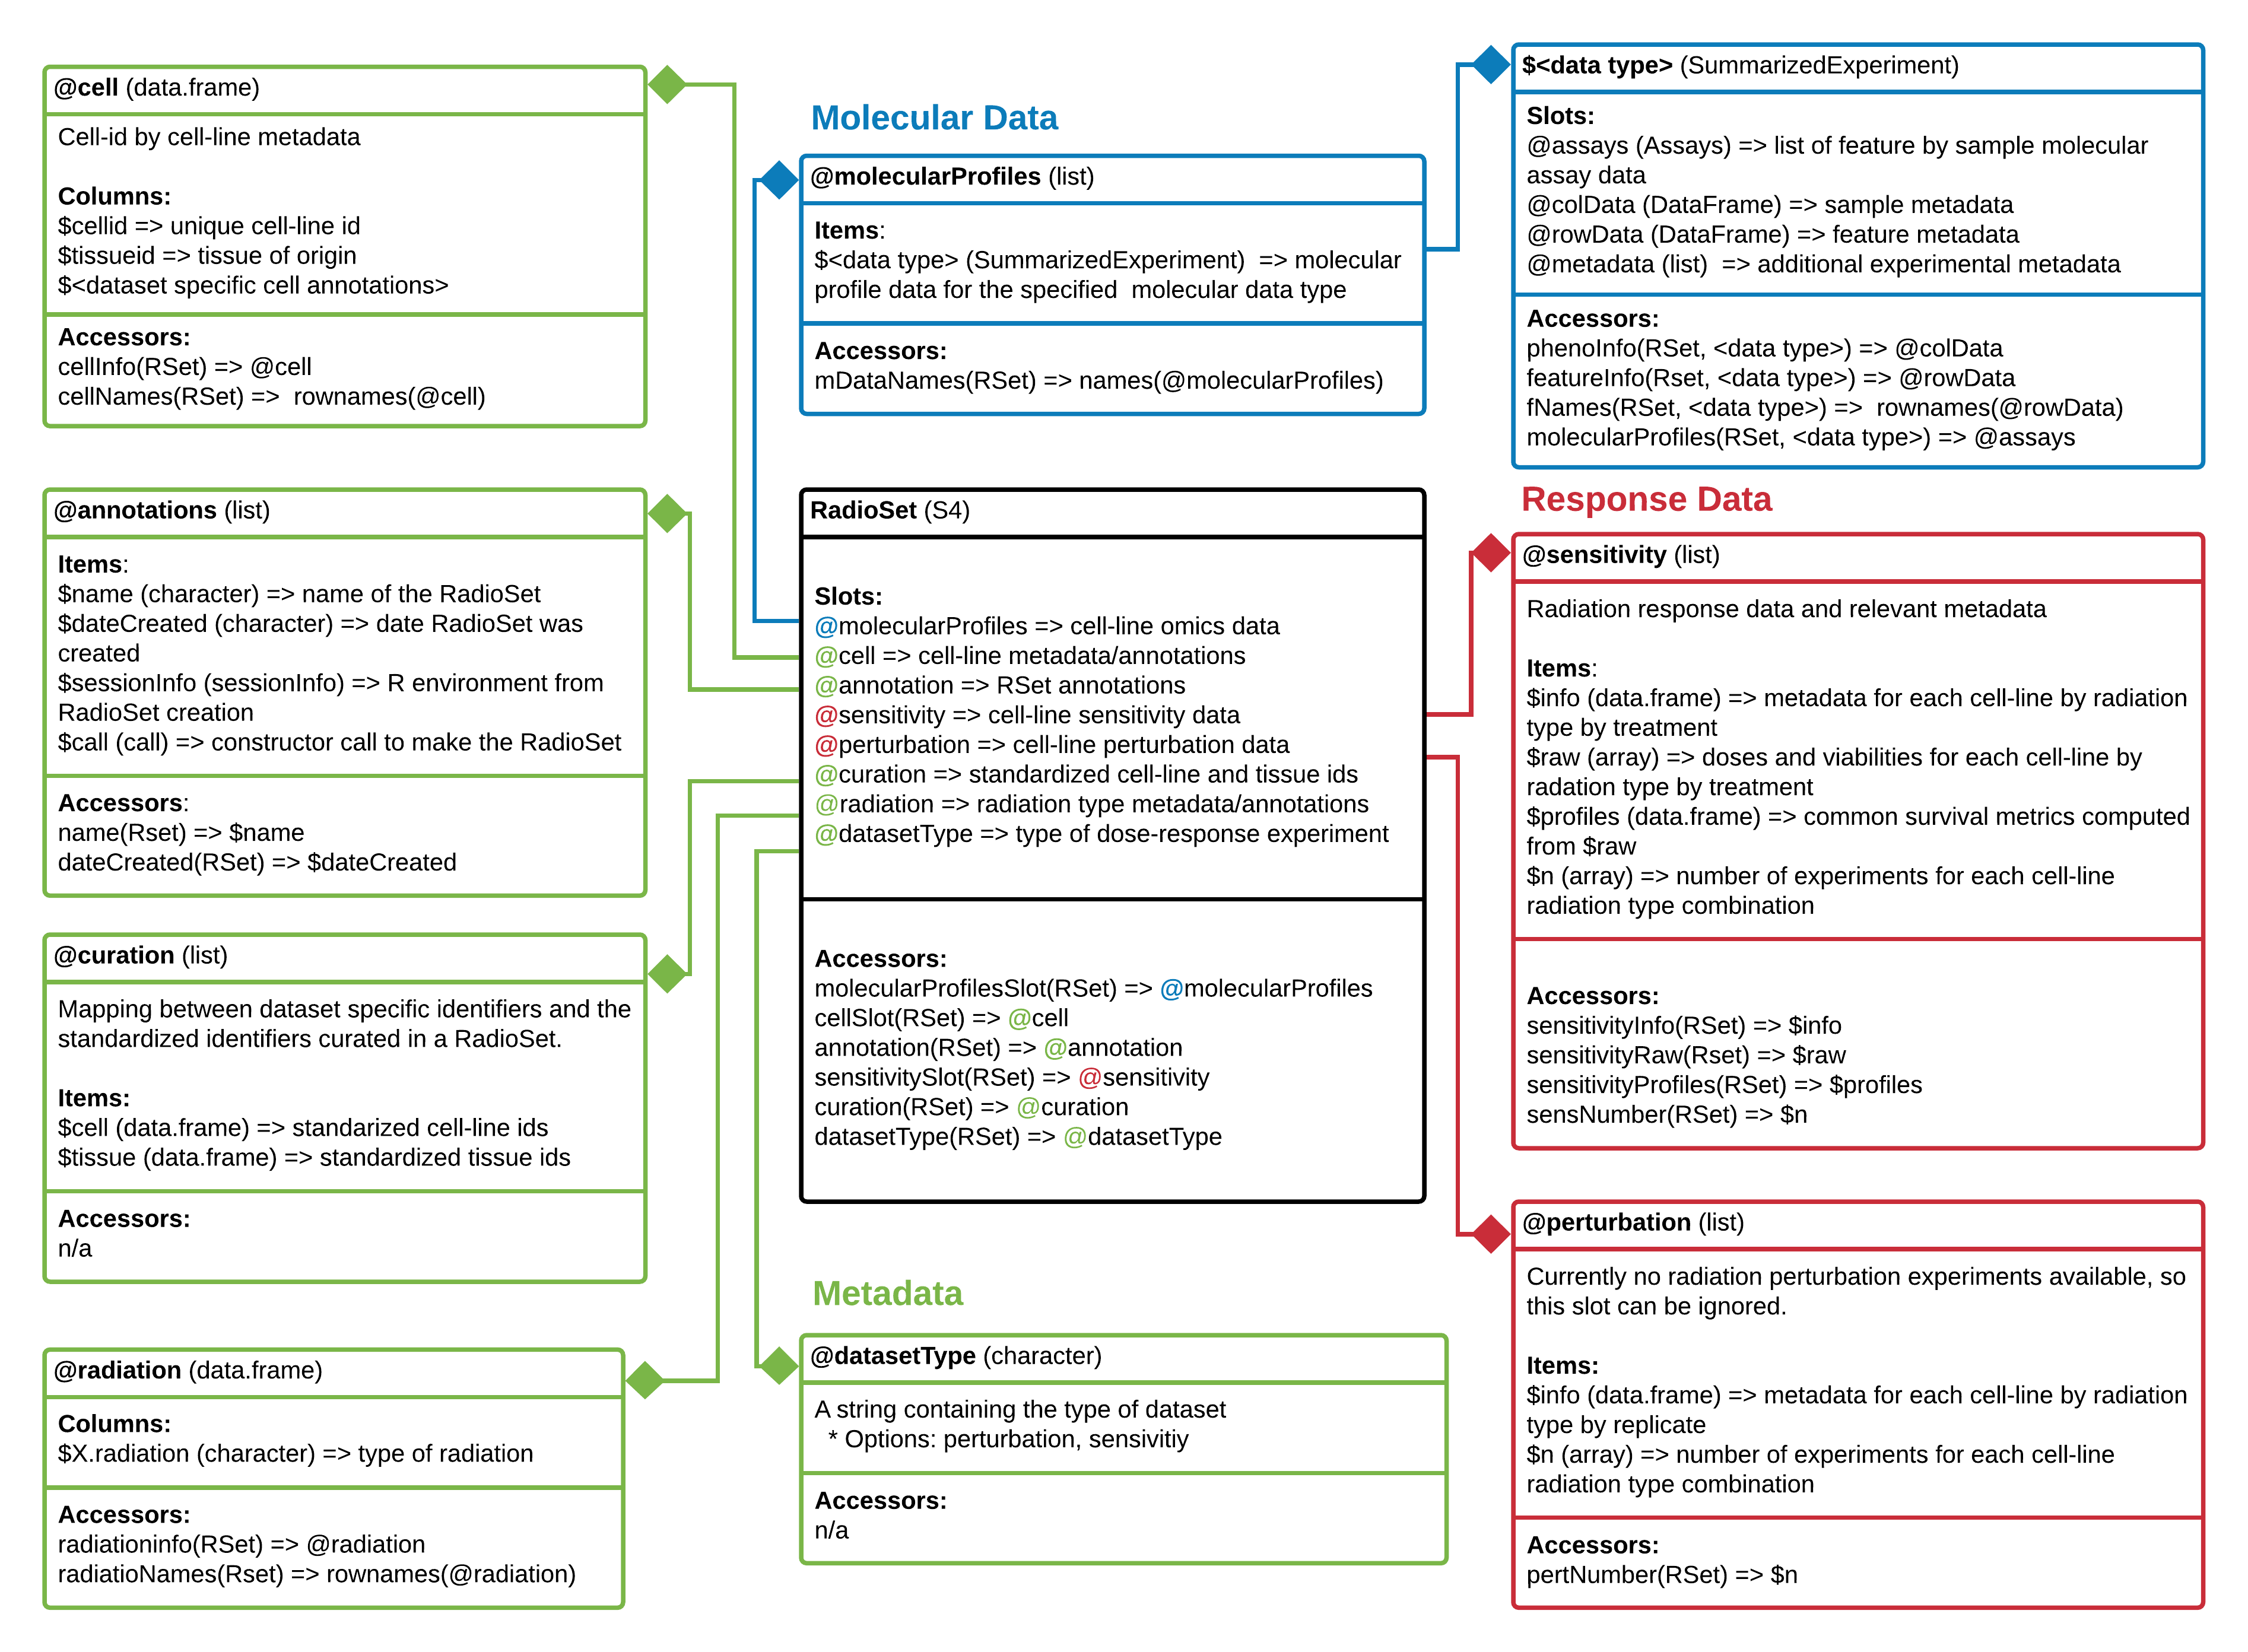 @cell (data.frame)
Cell-id by cell-line metadata
Columns:
$cellid => unique cell-line id
$tissueid => tissue of origin
$<dataset specific cell annotations>
Accessors:
cellInfo(RSet) => @cell
cellNames(RSet) =>  rownames(@cell)
@annotations (list)
Items:
$name (character) => name of the RadioSet
$dateCreated (character) => date RadioSet was
created
$sessionInfo (sessionInfo) => R environment from
RadioSet creation
$call (call) => constructor call to make the RadioSet
Accessors:
name(Rset) => $name
dateCreated(RSet) => $dateCreated
@curation (list)
Mapping between dataset specific identifiers and the
standardized identifiers curated in a RadioSet.
Items:
$cell (data.frame) => standarized cell-line ids
$tissue (data.frame) => standardized tissue ids
Accessors:
n/a
@radiation (data.frame)
Columns:
$X.radiation (character) => type of radiation
Accessors:
radiationinfo(RSet) => @radiation
radiatioNames(Rset) => rownames(@radiation)
Molecular Data
@molecularProfiles (list)
Items:
$<data type> (SummarizedExperiment)  => molecular
profile data for the specified  molecular data type
Accessors:
mDataNames(RSet) => names(@molecularProfiles)
RadioSet (S4)
Slots:
@molecularProfiles => cell-line omics data
@cell => cell-line metadata/annotations
@annotation => RSet annotations
@sensitivity => cell-line sensitivity data
@perturbation => cell-line perturbation data
@curation => standardized cell-line and tissue ids
@radiation => radiation type metadata/annotations
@datasetType => type of dose-response experiment
Accessors:
molecularProfilesSlot(RSet) => @molecularProfiles
cellSlot(RSet) => @cell
annotation(RSet) => @annotation
sensitivitySlot(RSet) => @sensitivity
curation(RSet) => @curation
datasetType(RSet) => @datasetType
Metadata
@datasetType (character)
A string containing the type of dataset
* Options: perturbation, sensivitiy
Accessors:
n/a
$<data type> (SummarizedExperiment)
Slots:
@assays (Assays) => list of feature by sample molecular
assay data
@colData (DataFrame) => sample metadata
@rowData (DataFrame) => feature metadata
@metadata (list)  => additional experimental metadata
Accessors:
phenoInfo(RSet, <data type>) => @colData
featureInfo(Rset, <data type>) => @rowData
fNames(RSet, <data type>) =>  rownames(@rowData)
molecularProfiles(RSet, <data type>) => @assays
Response Data
@sensitivity (list)
Radiation response data and relevant metadata
Items:
$info (data.frame) => metadata for each cell-line by radiation
type by treatment
$raw (array) => doses and viabilities for each cell-line by
radation type by treatment
$profiles (data.frame) => common survival metrics computed
from $raw
$n (array) => number of experiments for each cell-line
radiation type combination
Accessors:
sensitivityInfo(RSet) => $info
sensitivityRaw(Rset) => $raw
sensitivityProfiles(RSet) => $profiles
sensNumber(RSet) => $n
@perturbation (list)
Currently no radiation perturbation experiments available, so
this slot can be ignored.
Items:
$info (data.frame) => metadata for each cell-line by radiation
type by replicate
$n (array) => number of experiments for each cell-line
radiation type combination
Accessors:
pertNumber(RSet) => $n